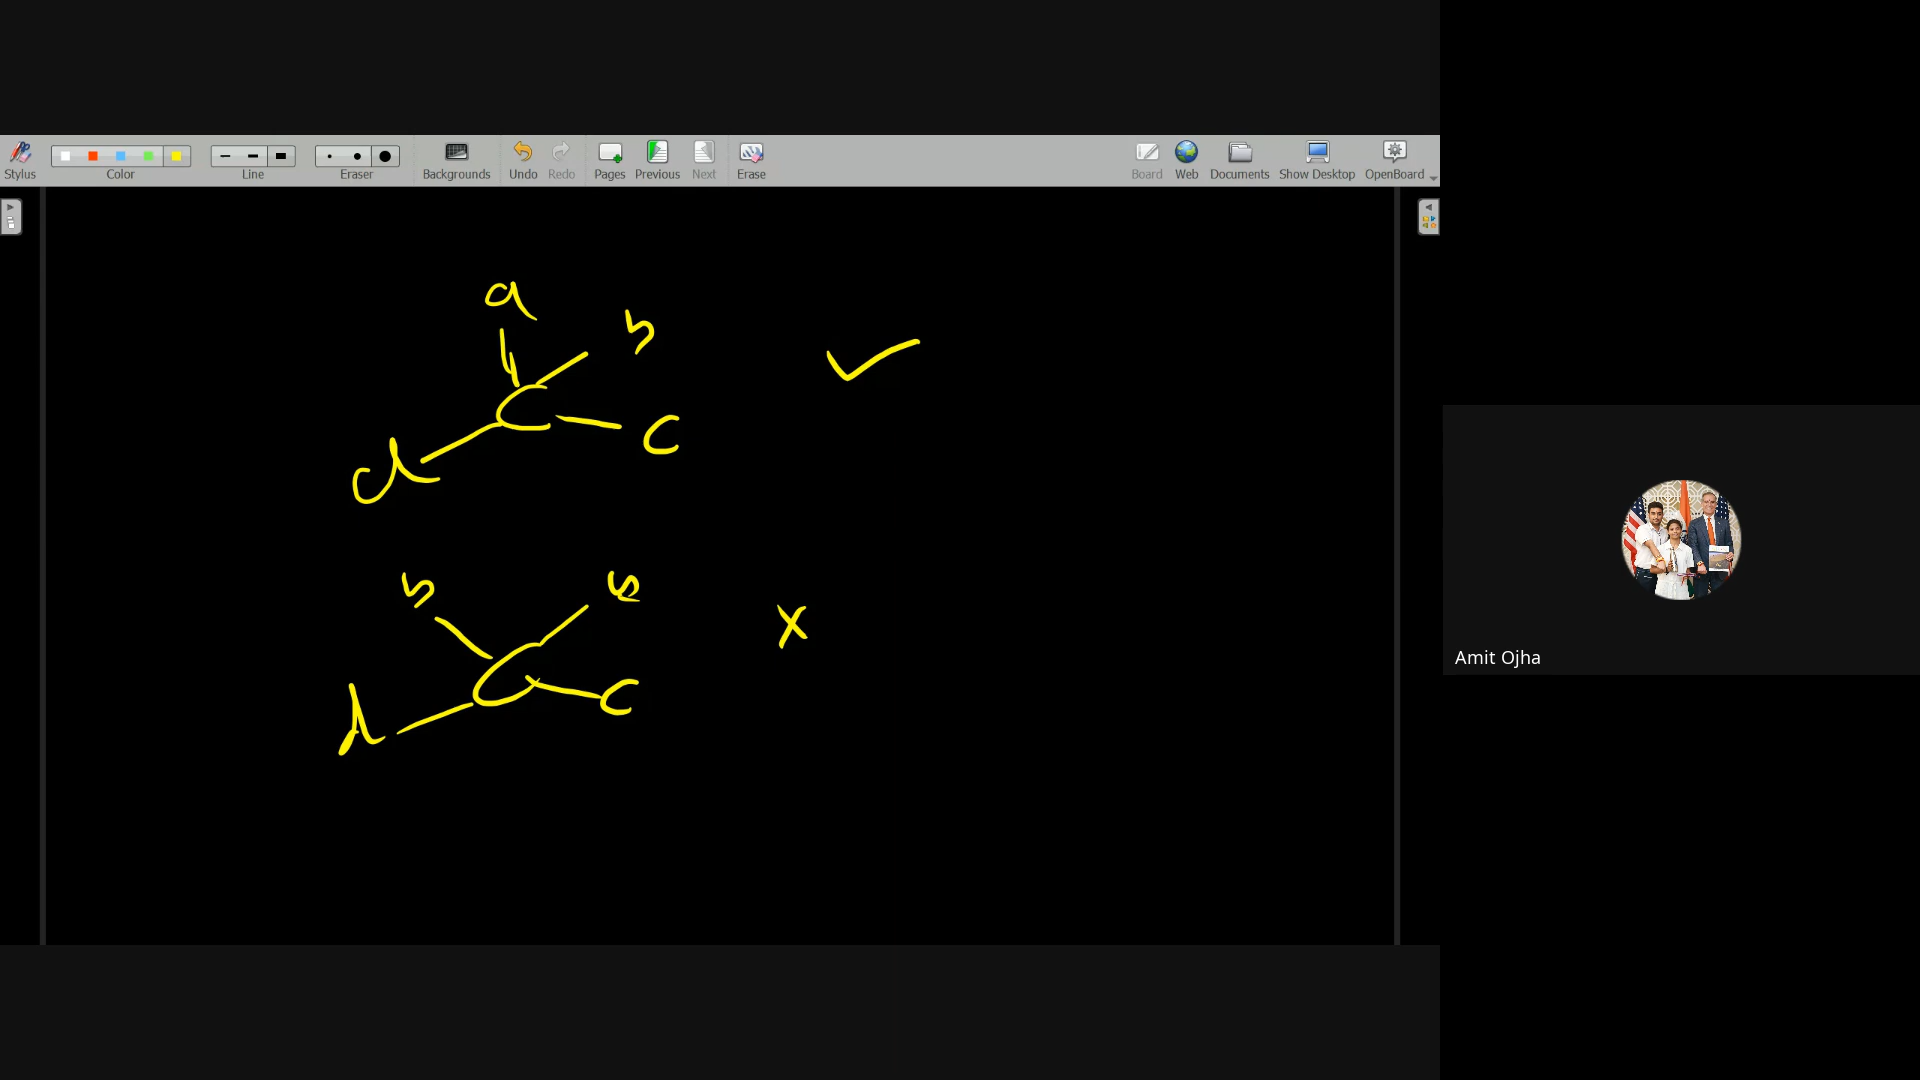 Stylus Color Line Eraser Backgrounds Undo Redo Pages Previous Next Erase Board Web Documents Show Desktop OpenBoard
a
b
C
c
d
b
b
C
c
d
Amit Ojha